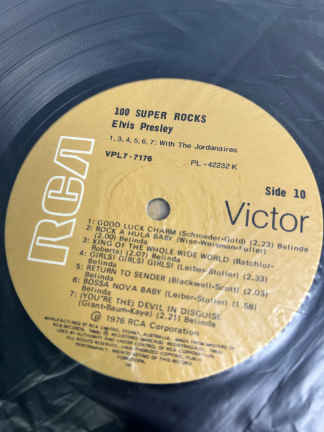 100 SUPER ROCKS
Elvis Presley
1, 3, 4, 5, 6, 7; With The Jordanaires
VPL7-7176 PL-42232 K
Side 10
RCA
Victor
1: GOOD LUCK CHARM (Schroeder-Gold) (2.23) Belinda
2: ROCK A HULA BABY (Wise-Weisman-Fuller)
(2.00) Belinda
3: KING OF THE WHOLE WIDE WORLD (Batchlor-
Roberts) (2.07) Belinda
4: GIRLS! GIRLS! GIRLS! (Leiber-Stoller) (2.33)
Belinda
5: RETURN TO SENDER (Blackwell-Scott) (2.05)
Belinda
6: BOSSA NOVA BABY (Leiber-Stoller) (1.58)
Belinda
7: (YOU'RE THE) DEVIL IN DISGUISE
(Giant-Baum-Kaye) (2.21) Belinda
℗ 1976 RCA Corporation